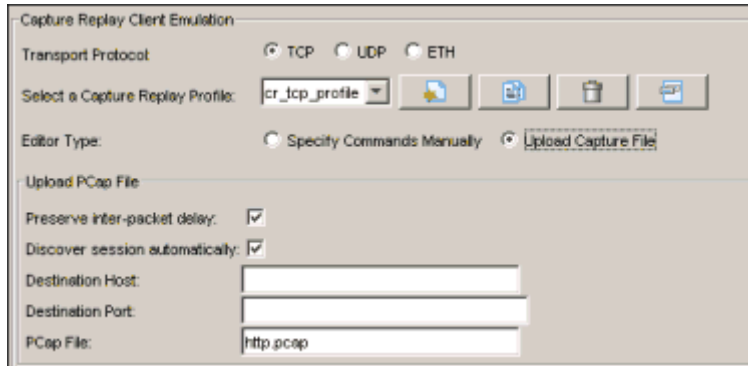 Capture Replay Client Emulation
Transport Protocol: TCP UDP ETH
Select a Capture Replay Profile: cr_tcp_profile
Editor Type: Specify Commands Manually Upload Capture File
Upload PCap File
Preserve inter-packet delay:
Discover session automatically:
Destination Host:
Destination Port:
PCap File: http.pcap